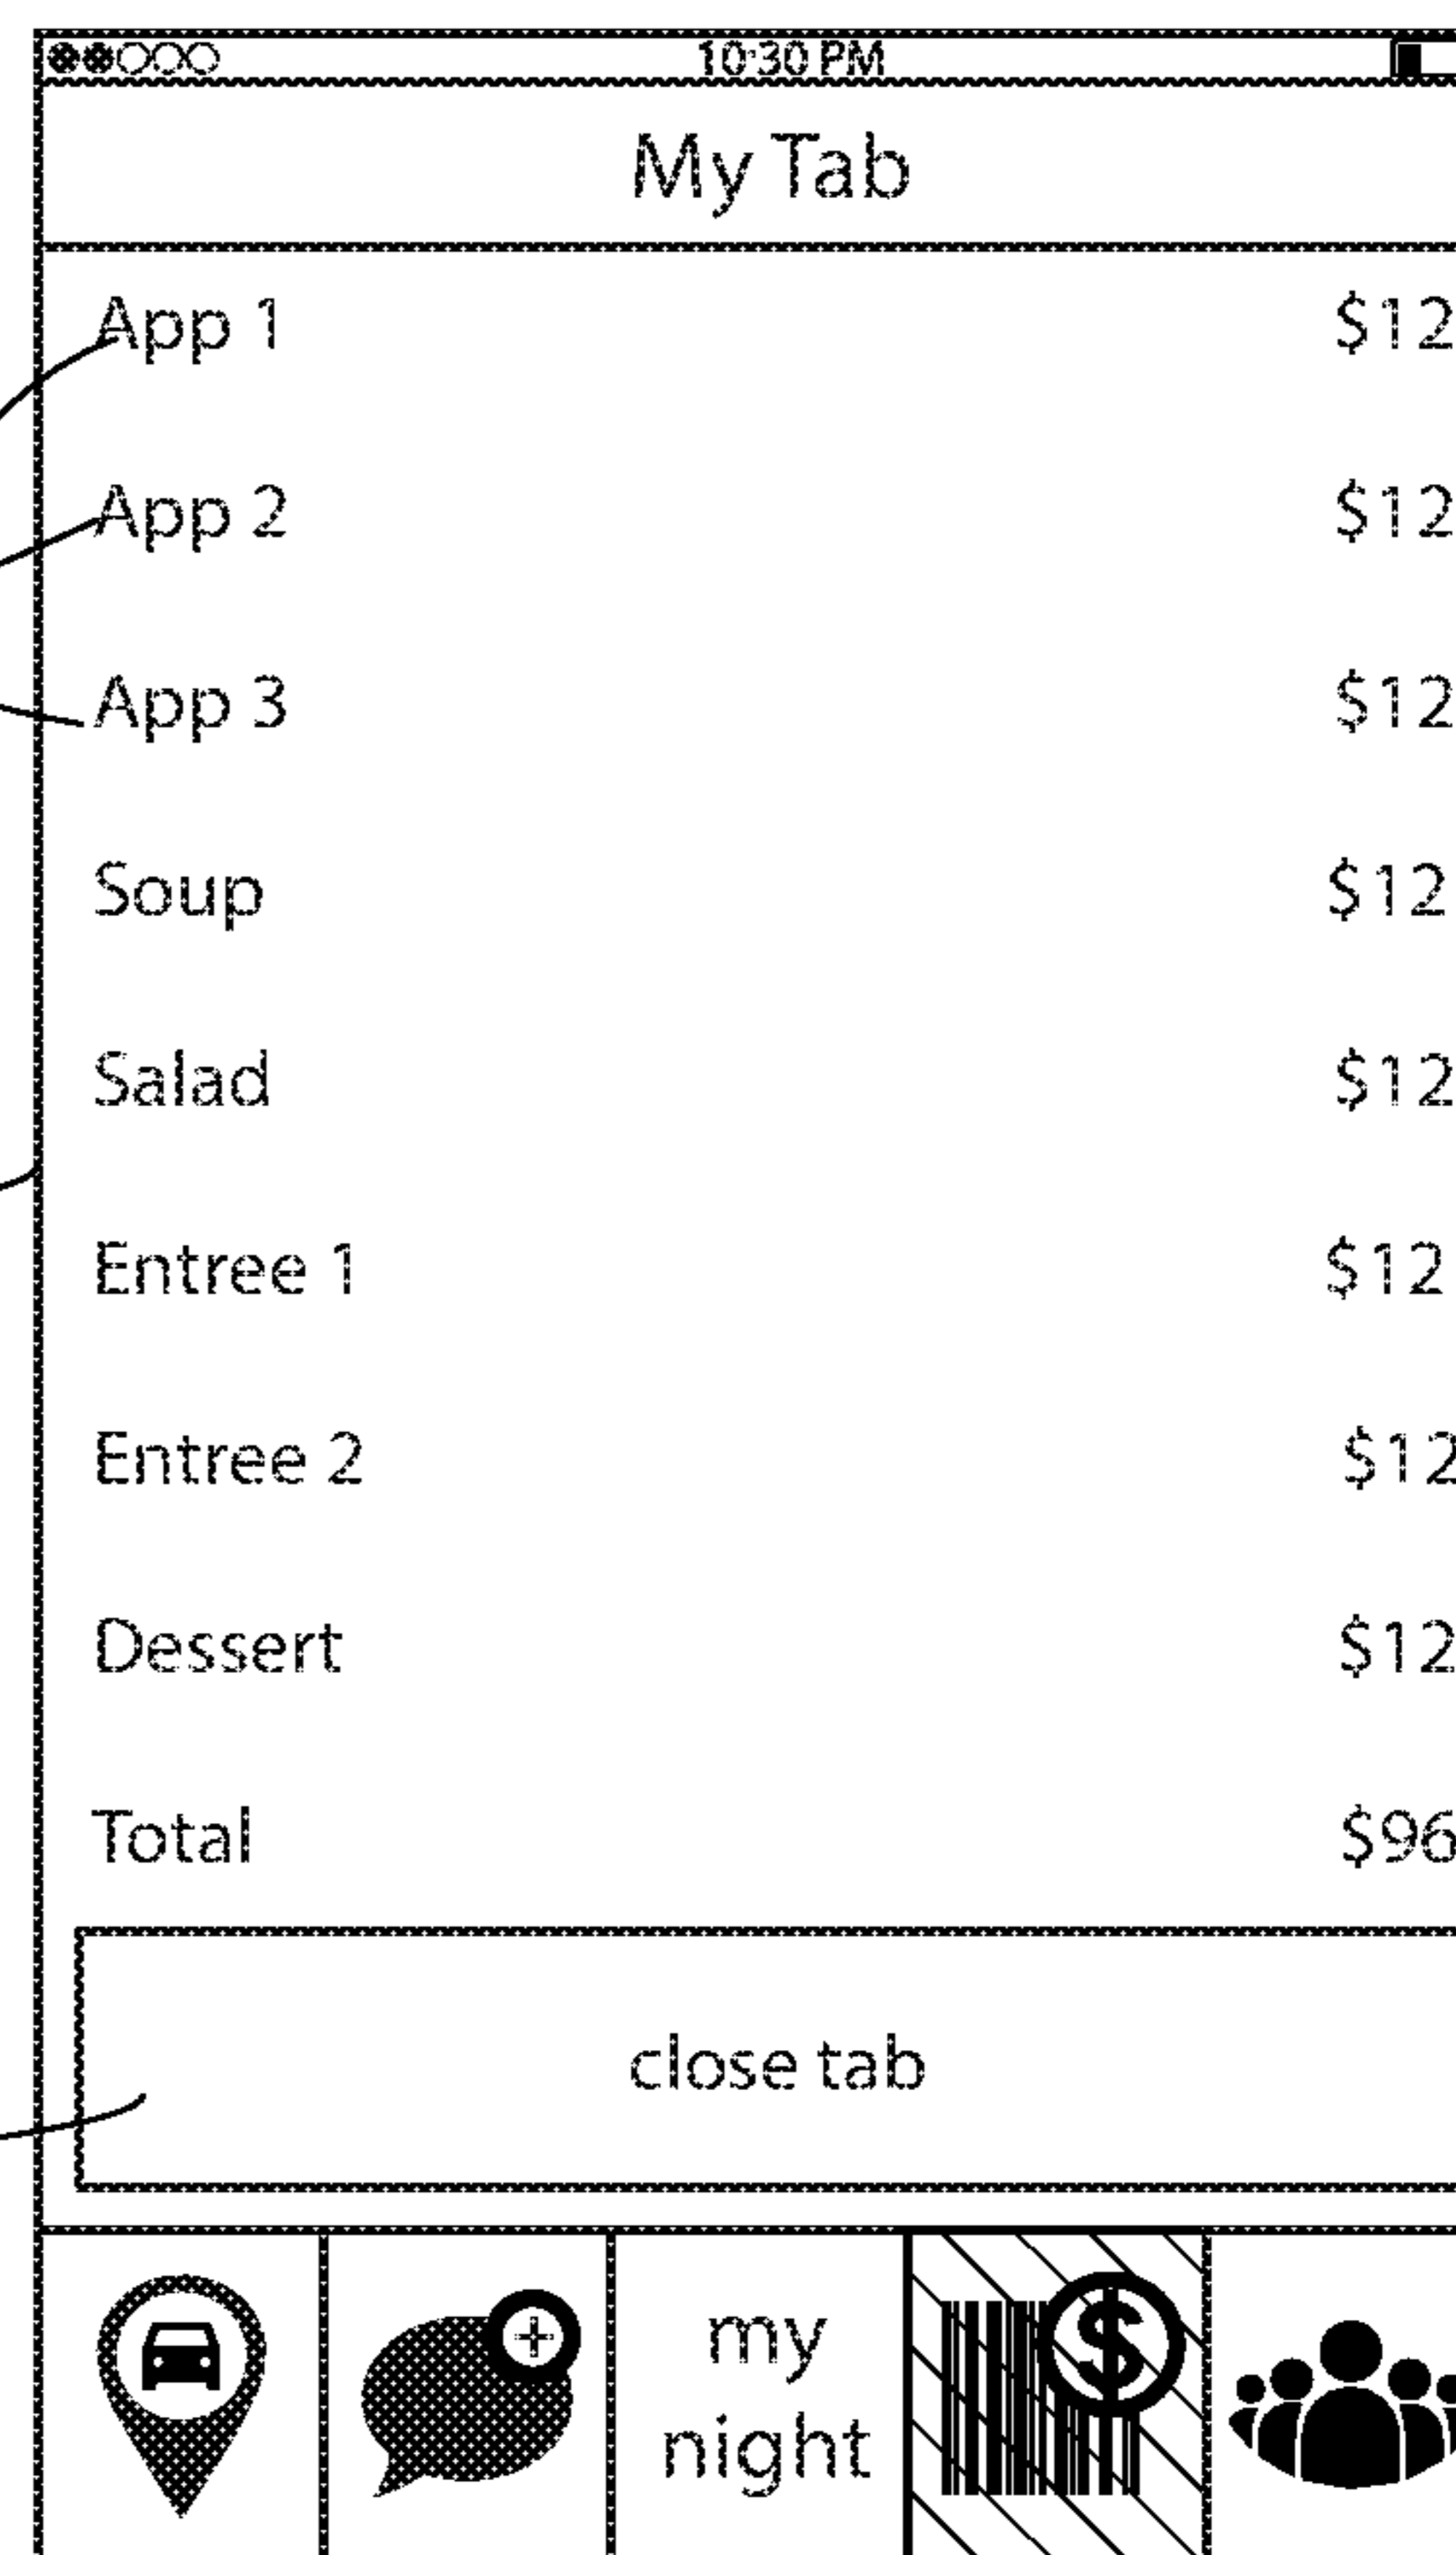 10:30 PM
My Tab
App 1 $12
App 2 $12
App 3 $12
Soup $12
Salad $12
Entree 1 $12
Entree 2 $12
Dessert $12
Total $96
close tab
my
night
$